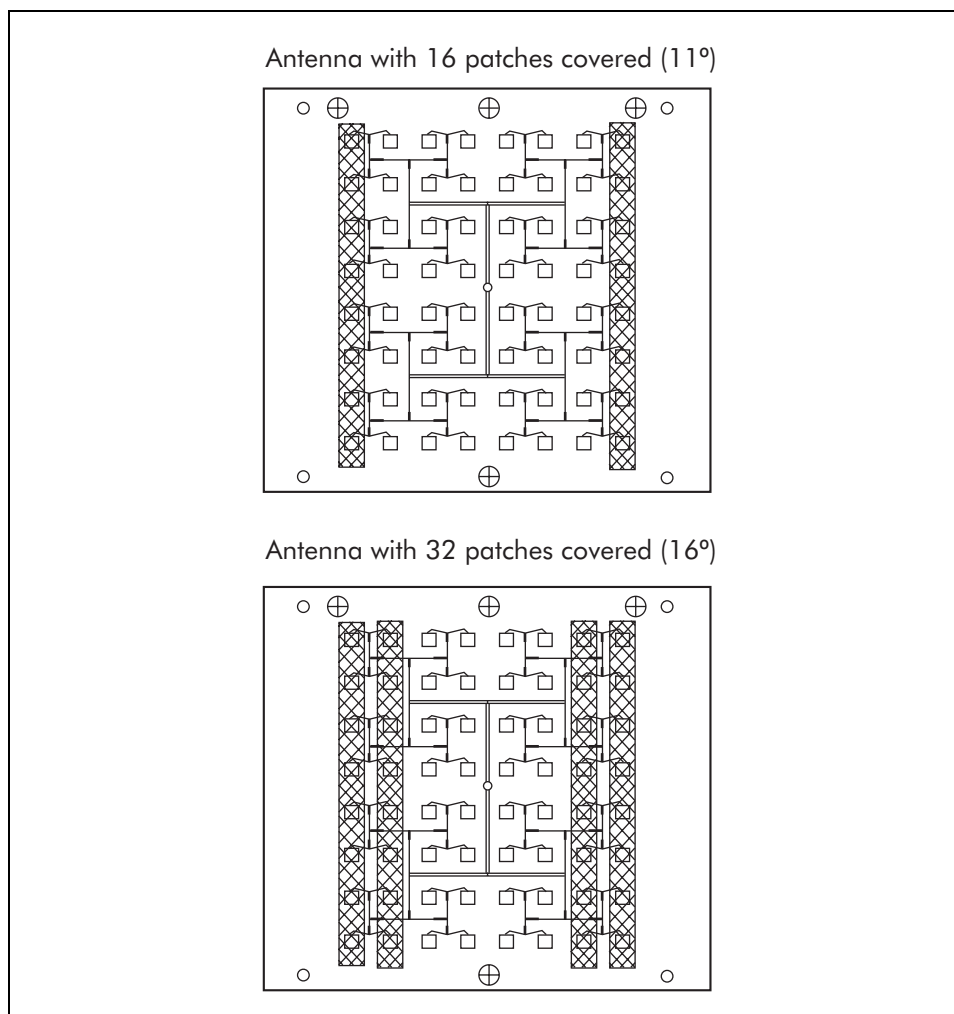 Antenna with 16 patches covered (11º)
Antenna with 32 patches covered (16º)